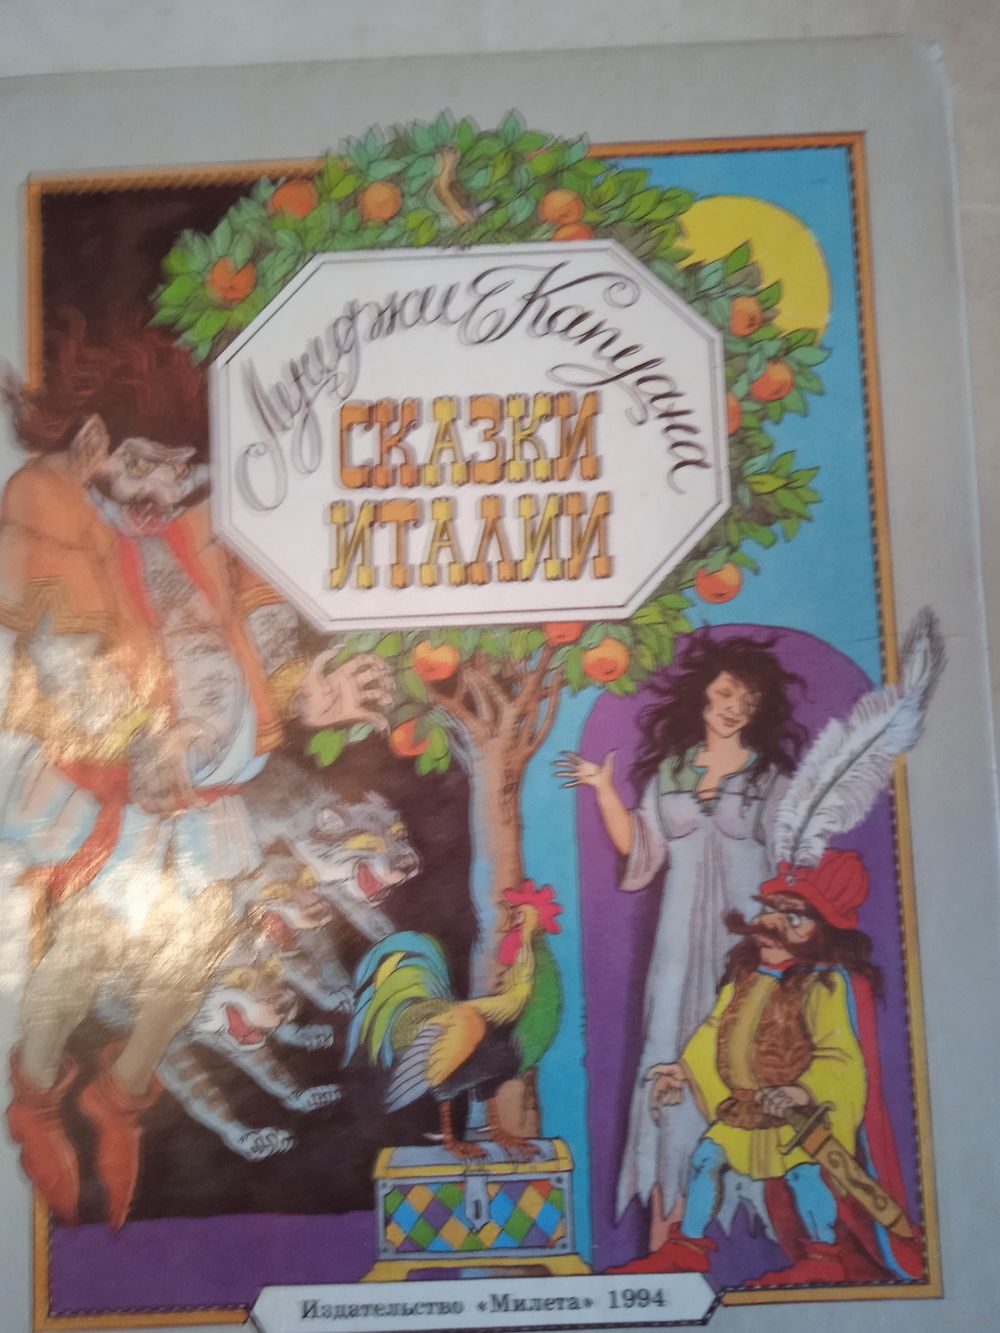 Луиджи Капуана
СКАЗКИ
ИТАЛИИ
Издательство «Милета» 1994